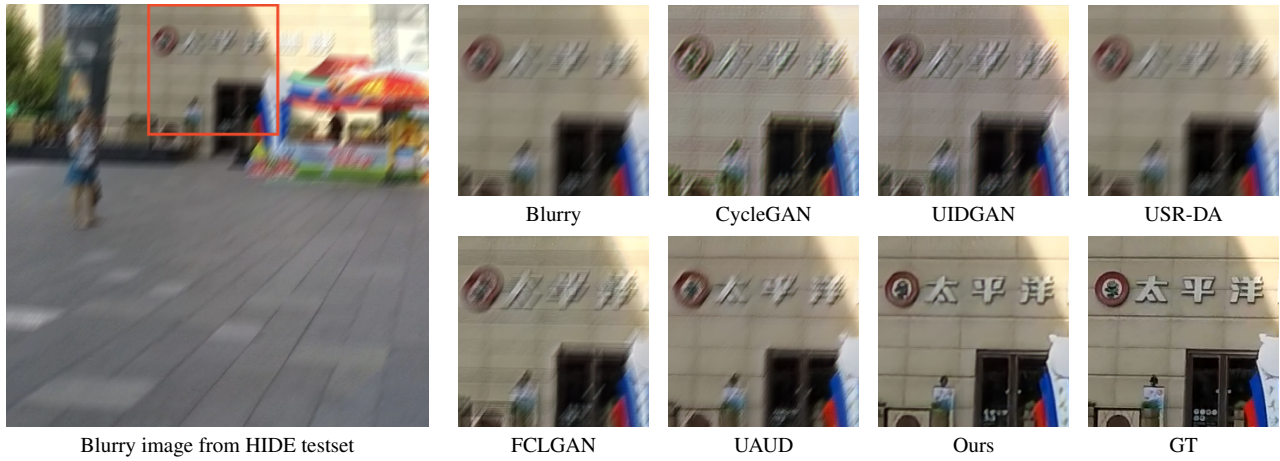 太平洋
太平洋
Blurry
CycleGAN
UIDGAN
USR-DA
FCLGAN
UAUD
Ours
GT
Blurry image from HIDE testset